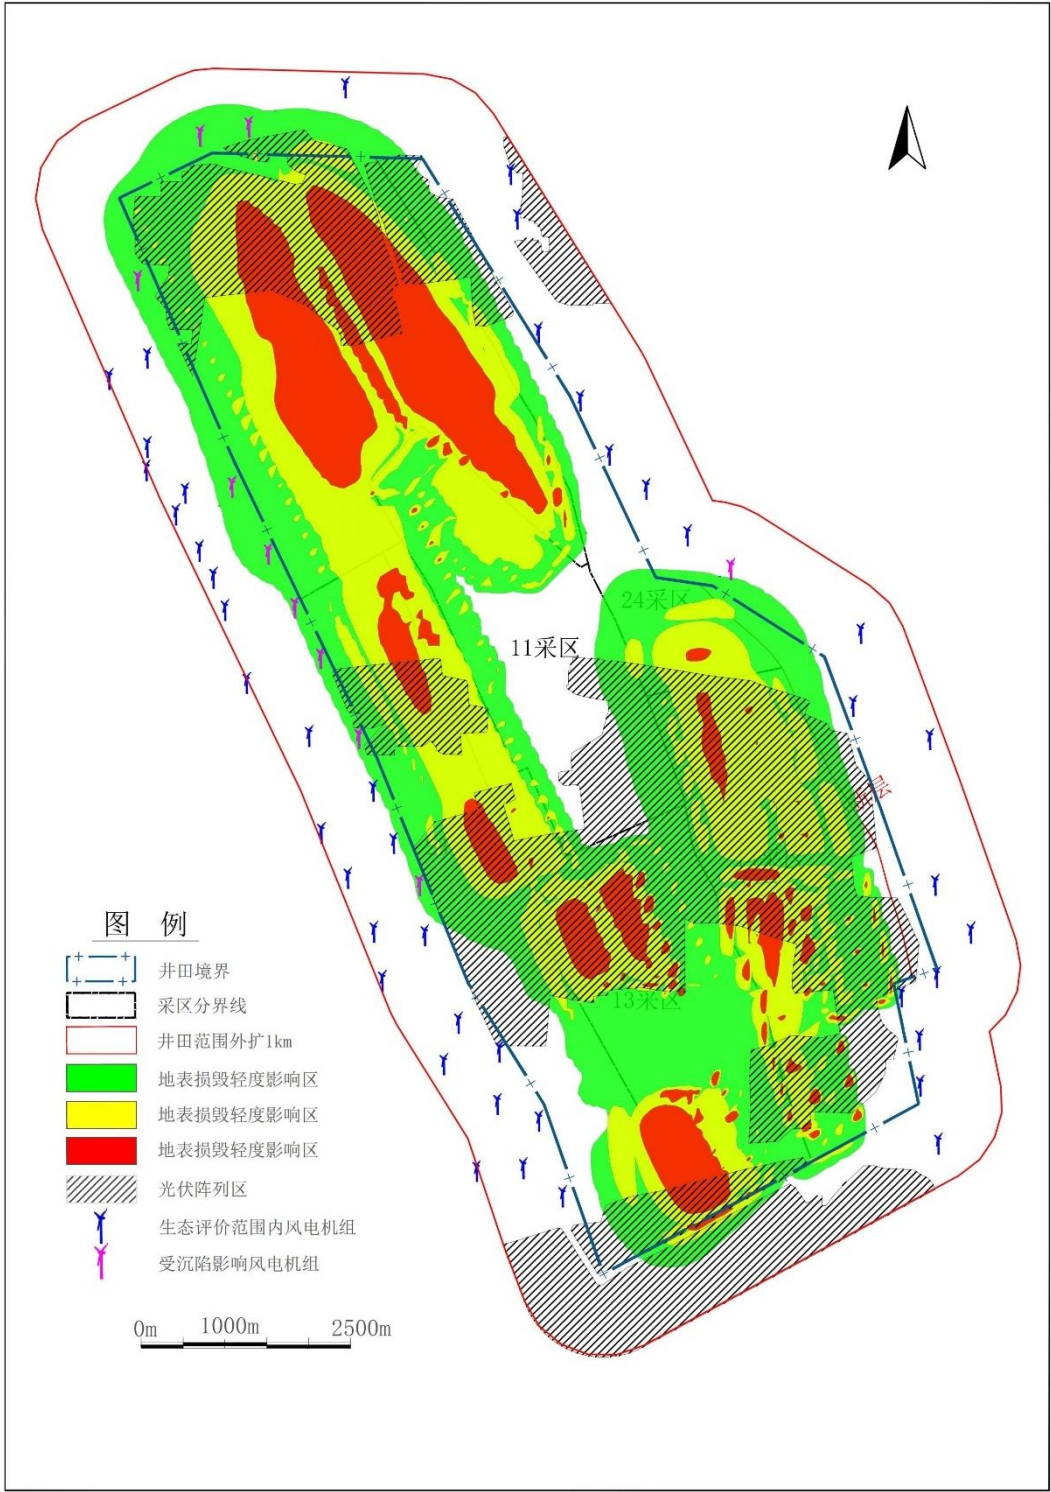 24采区
11采区
层
13采区
图 例
井田境界
采区分界线
井田范围外扩1km
地表损毁轻度影响区
地表损毁轻度影响区
地表损毁轻度影响区
光伏阵列区
生态评价范围内风电机组
受沉陷影响风电机组
0m 1000m 2500m